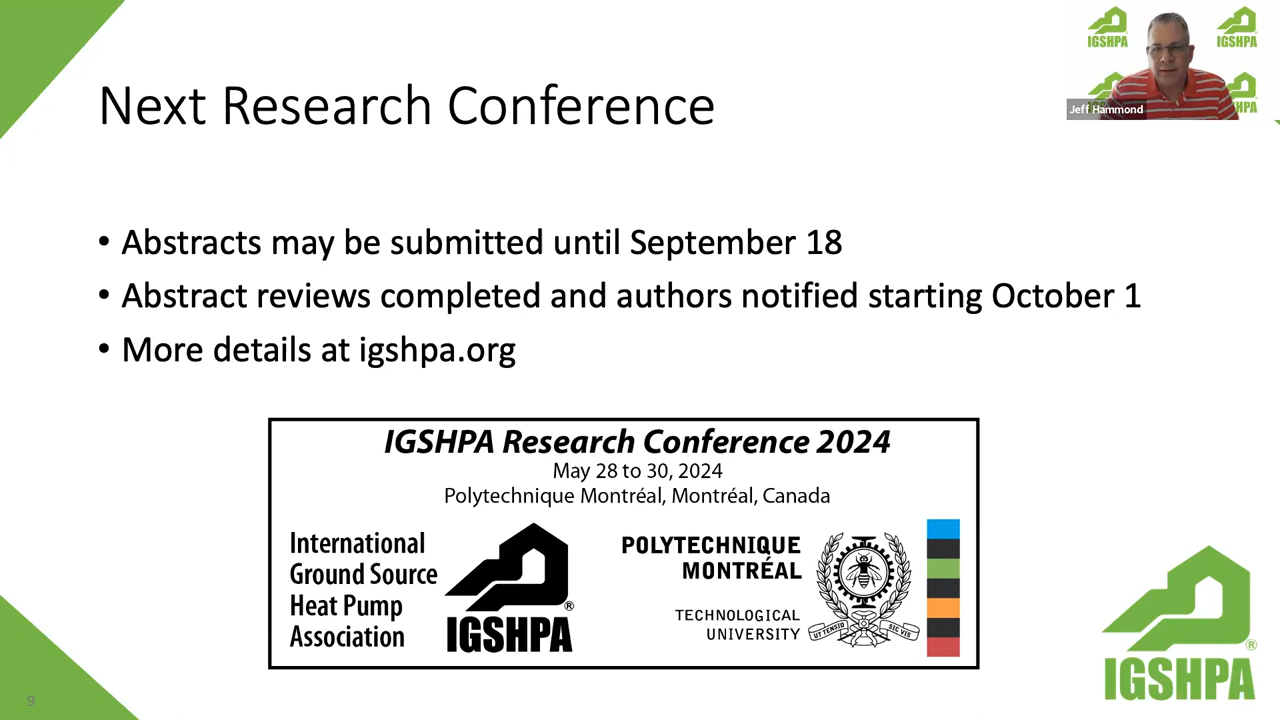 IGSHPA
IGSHPA
Jeff Hammond
HPA
Next Research Conference
• Abstracts may be submitted until September 18
• Abstract reviews completed and authors notified starting October 1
• More details at igshpa.org
IGSHPA Research Conference 2024
May 28 to 30, 2024
Polytechnique Montréal, Montréal, Canada
International
Ground Source
Heat Pump
Association
®
IGSHPA
POLYTECHNIQUE
MONTRÉAL
TECHNOLOGICAL
UNIVERSITY
UT TENSIO SIC VIS
®
IGSHPA
9